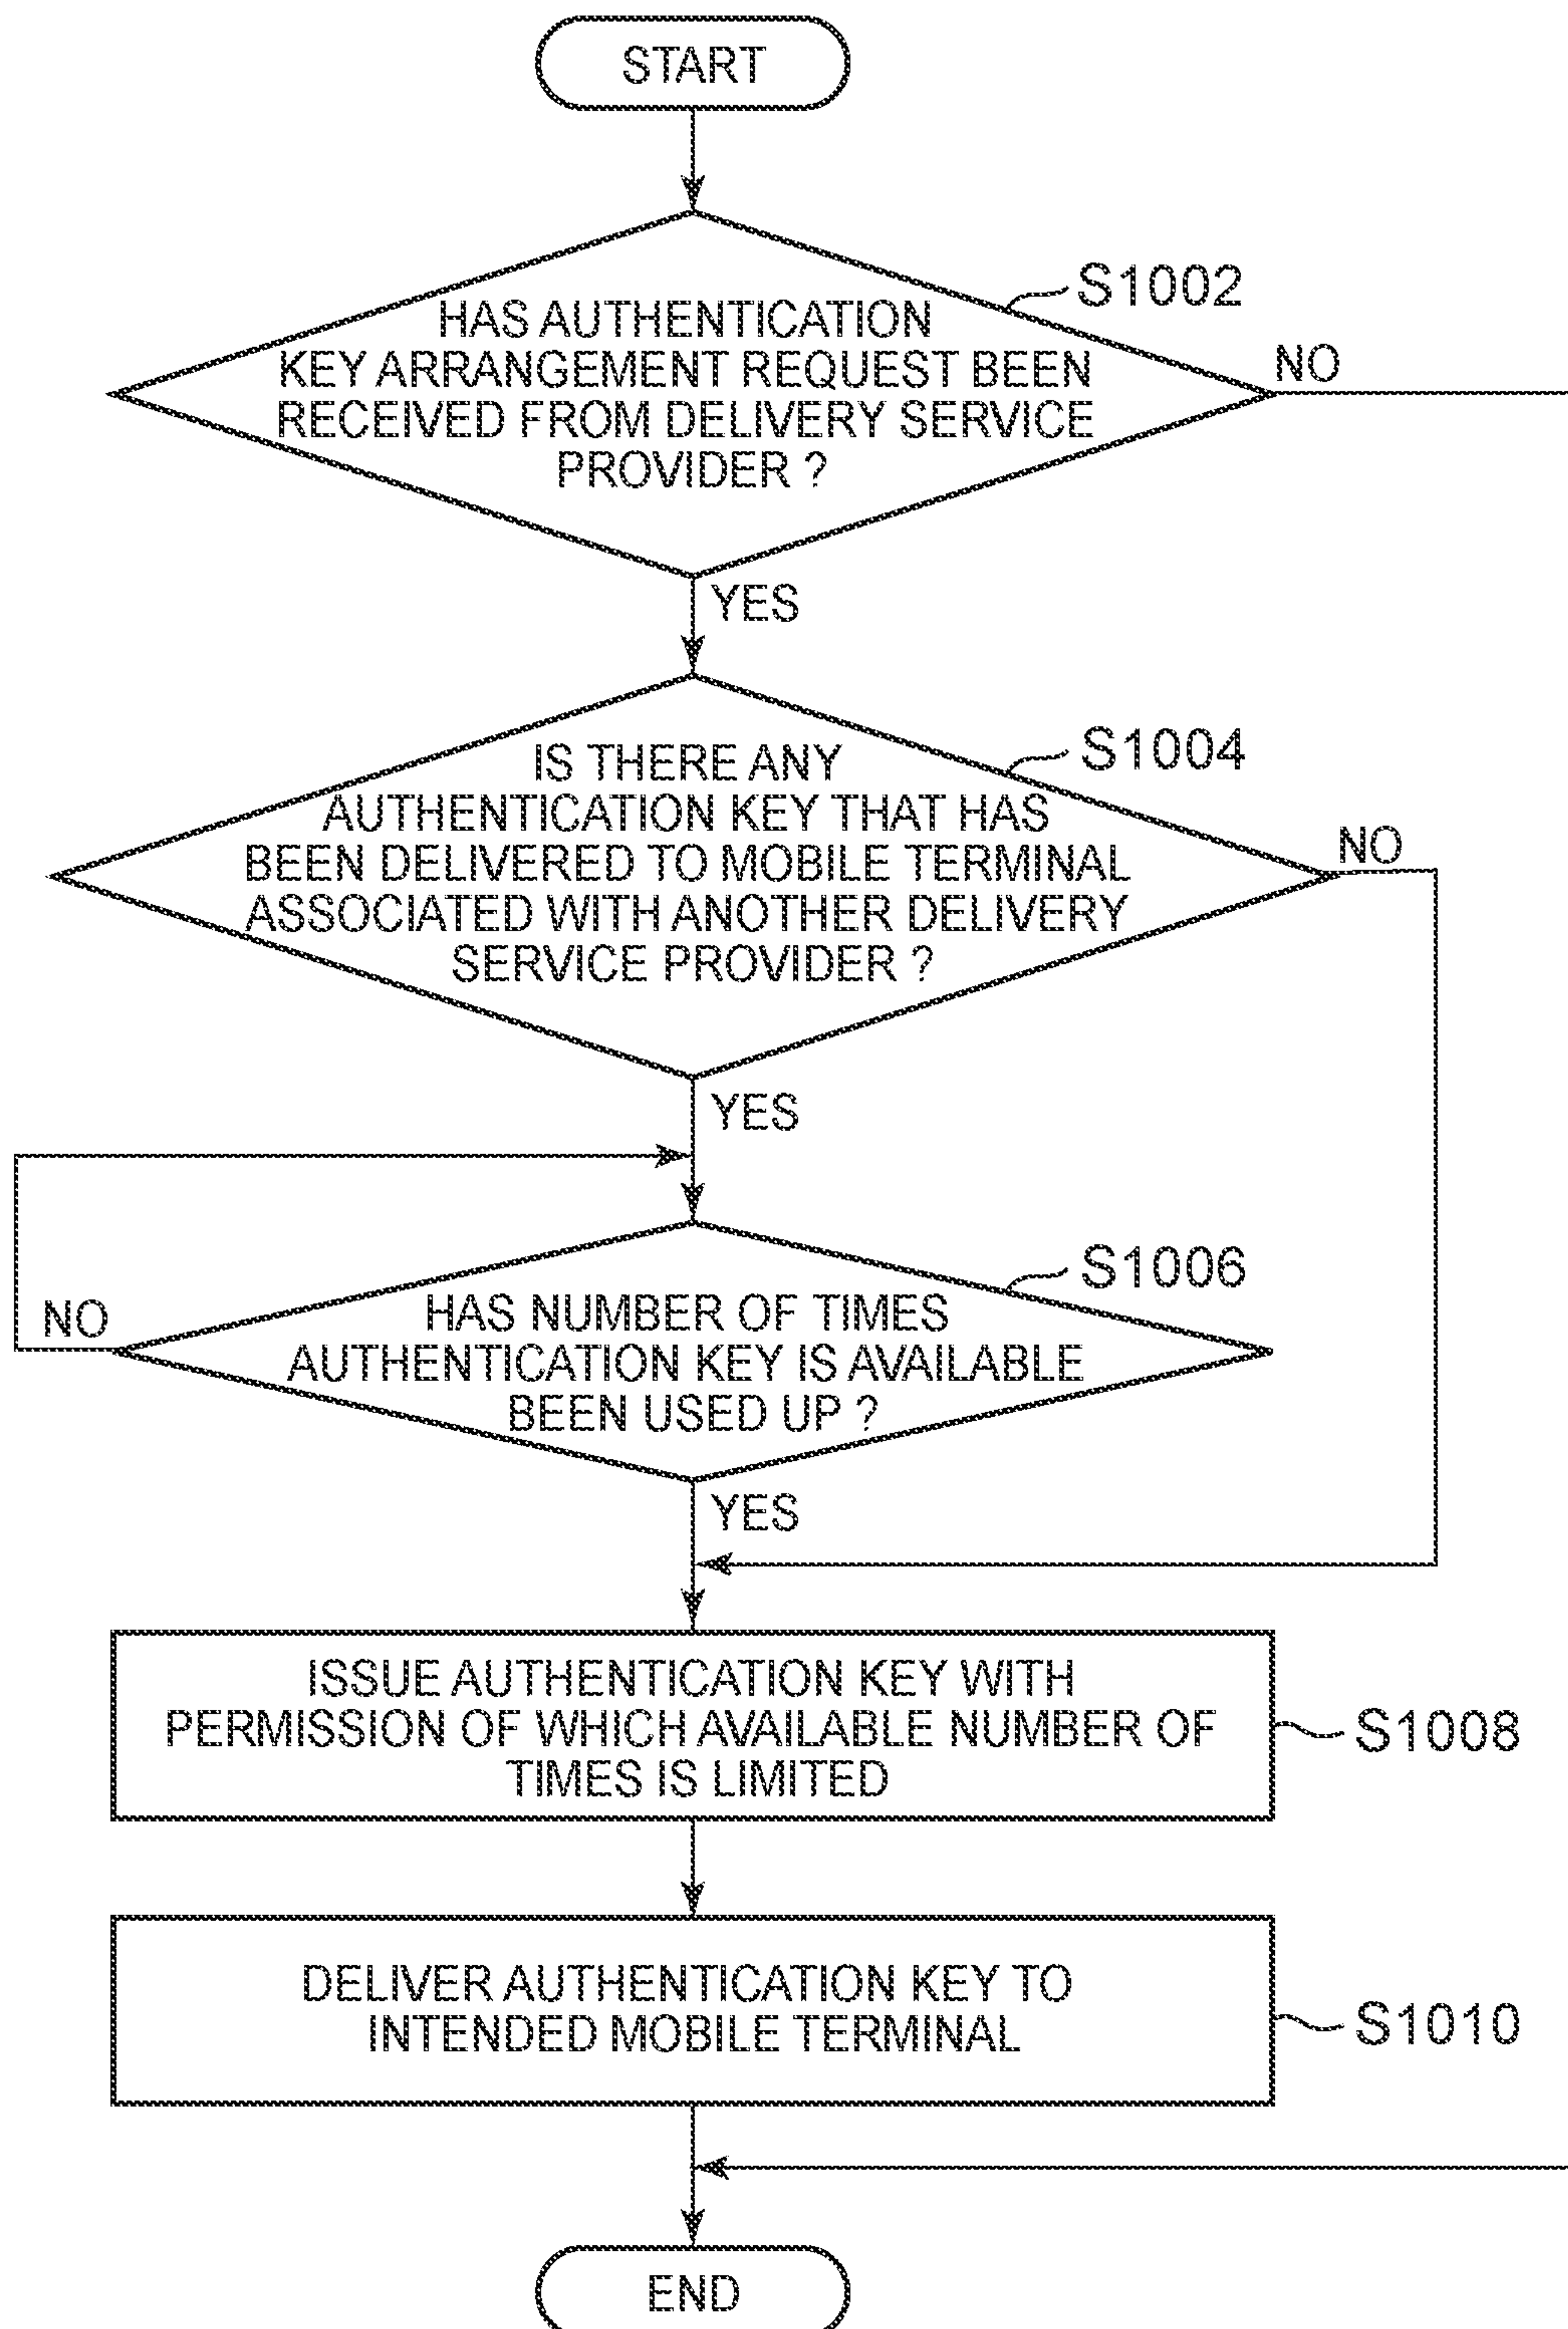 START
S1002
HAS AUTHENTICATION
KEY ARRANGEMENT REQUEST BEEN
RECEIVED FROM DELIVERY SERVICE
PROVIDER ?
NO
YES
S1004
IS THERE ANY
AUTHENTICATION KEY THAT HAS
BEEN DELIVERED TO MOBILE TERMINAL
ASSOCIATED WITH ANOTHER DELIVERY
SERVICE PROVIDER ?
NO
YES
S1006
HAS NUMBER OF TIMES
AUTHENTICATION KEY IS AVAILABLE
BEEN USED UP ?
NO
YES
ISSUE AUTHENTICATION KEY WITH
PERMISSION OF WHICH AVAILABLE NUMBER OF
TIMES IS LIMITED
S1008
DELIVER AUTHENTICATION KEY TO
INTENDED MOBILE TERMINAL
S1010
END